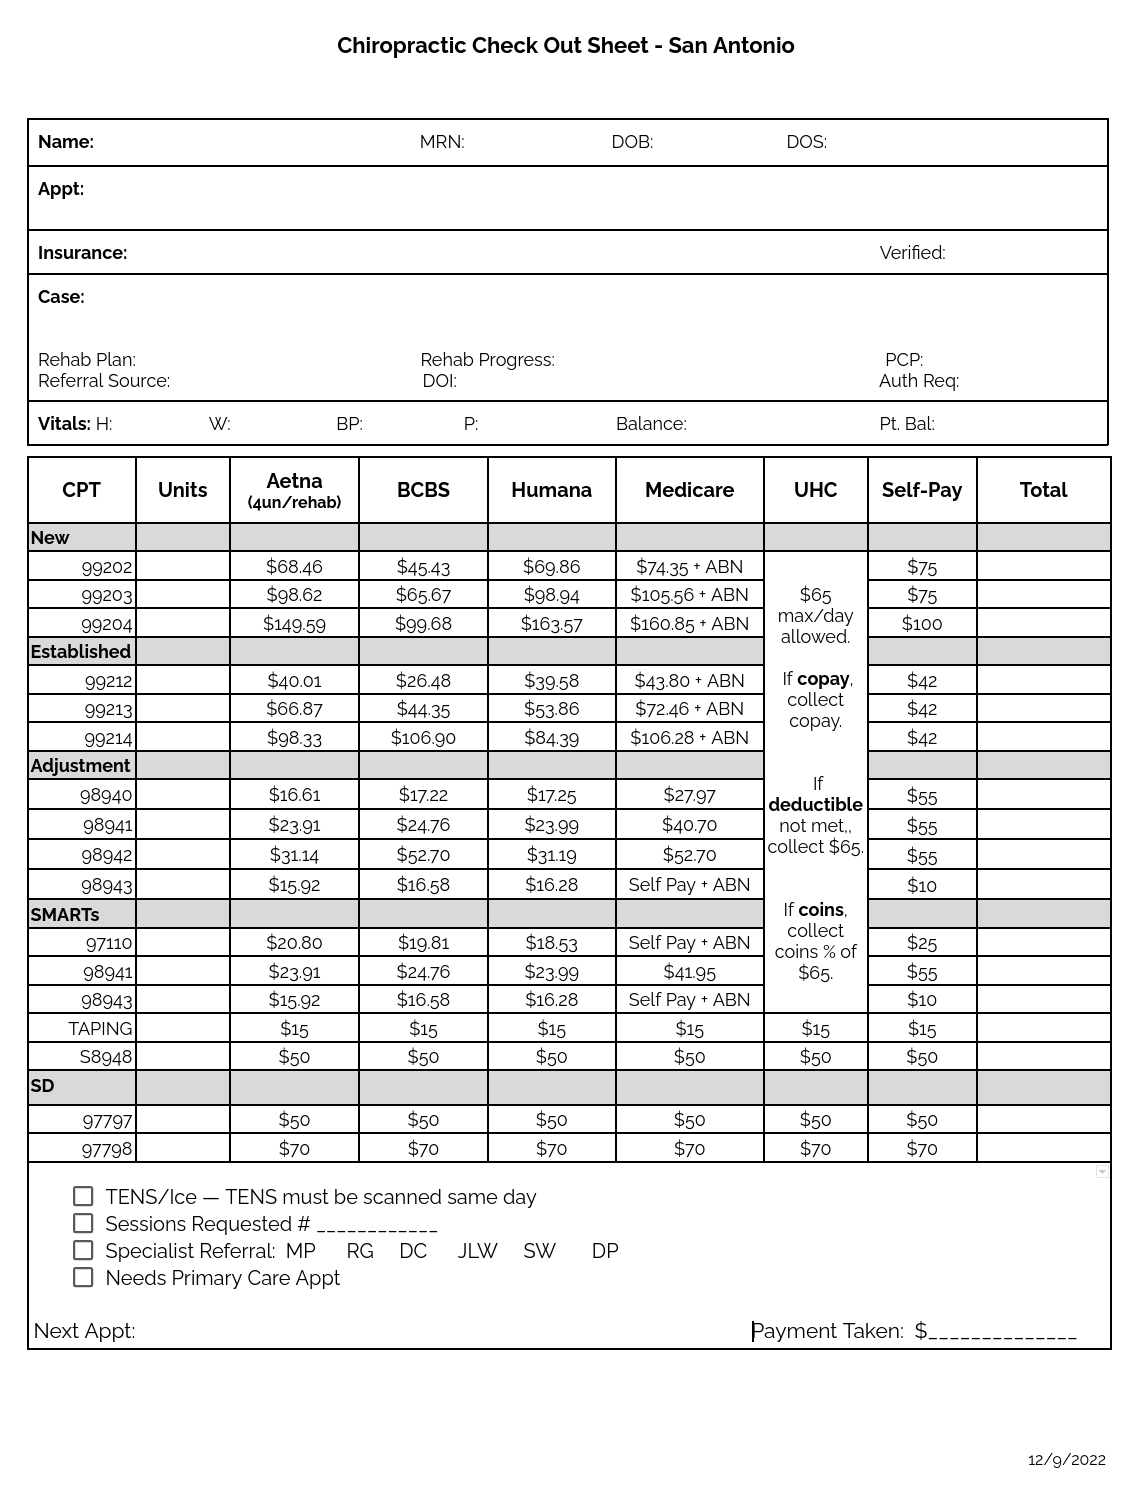 Chiropractic Check Out Sheet - San Antonio
Name: MRN: DOB: DOS:
Appt:
Insurance: Verified:
Case:
Rehab Plan: Rehab Progress: PCP:
Referral Source: DOI: Auth Req:
Vitals: H: W: BP: P: Balance: Pt. Bal:
CPT Units Aetna (4un/rehab) BCBS Humana Medicare UHC Self-Pay Total
New
99202 $68.46 $45.43 $69.86 $74.35 + ABN $75
99203 $98.62 $65.67 $98.94 $105.56 + ABN $75
99204 $149.59 $99.68 $163.57 $160.85 + ABN $100
Established
99212 $40.01 $26.48 $39.58 $43.80 + ABN $42
99213 $66.87 $44.35 $53.86 $72.46 + ABN $42
99214 $98.33 $106.90 $84.39 $106.28 + ABN $42
Adjustment
98940 $16.61 $17.22 $17.25 $27.97 $55
98941 $23.91 $24.76 $23.99 $40.70 $55
98942 $31.14 $52.70 $31.19 $52.70 $55
98943 $15.92 $16.58 $16.28 Self Pay + ABN $10
SMARTs
97110 $20.80 $19.81 $18.53 Self Pay + ABN $25
98941 $23.91 $24.76 $23.99 $41.95 $55
98943 $15.92 $16.58 $16.28 Self Pay + ABN $10
$65
max/day
allowed.
If copay,
collect
copay.
If
deductible
not met,,
collect $65.
If coins,
collect
coins % of
$65.
TAPING $15 $15 $15 $15 $15 $15
S8948 $50 $50 $50 $50 $50 $50
SD
97797 $50 $50 $50 $50 $50 $50
97798 $70 $70 $70 $70 $70 $70
TENS/Ice — TENS must be scanned same day
Sessions Requested # ____________
Specialist Referral: MP RG DC JLW SW DP
Needs Primary Care Appt
Next Appt: Payment Taken: $______________
12/9/2022